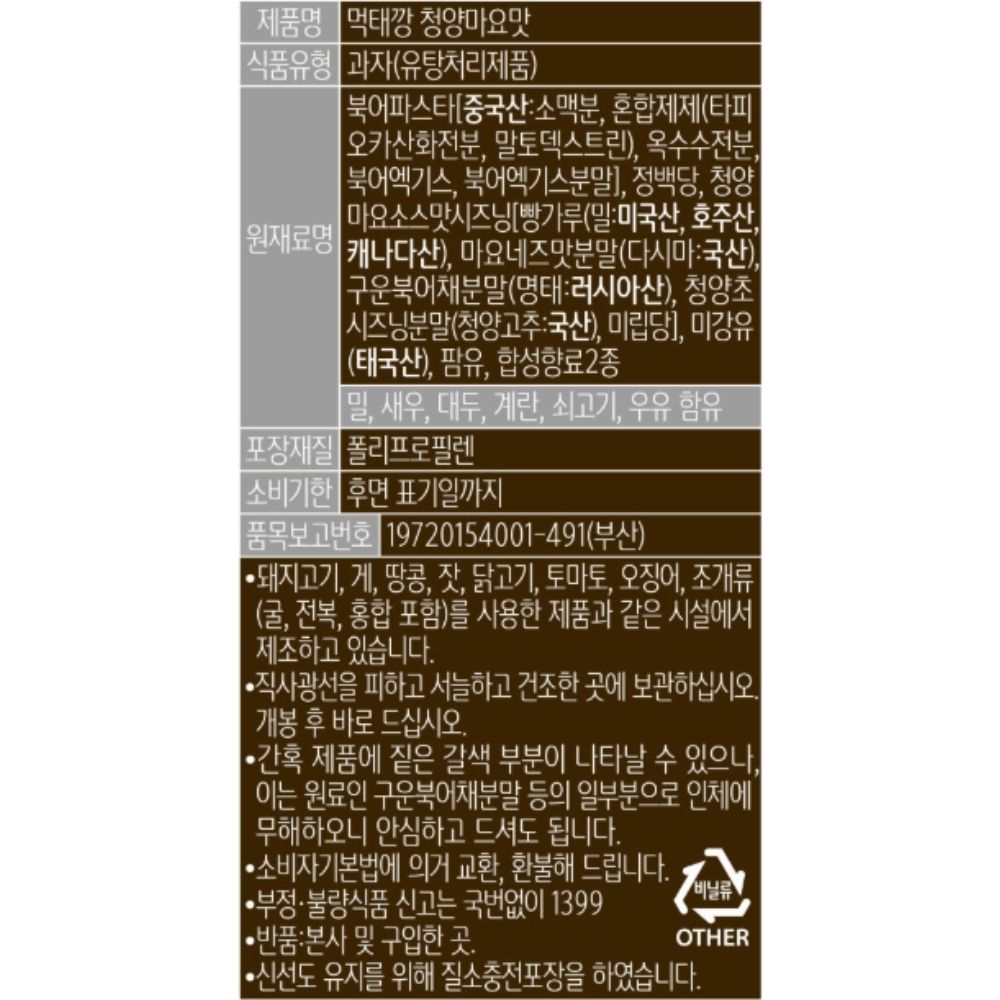 제품명 먹태깡 청양마요맛
식품유형 과자(유탕처리제품)
원재료명
북어파스타[중국산:소맥분, 혼합제제(타피
오카산화전분, 말토덱스트린), 옥수수전분,
북어엑기스, 북어엑기스분말], 정백당, 청양
마요소스맛시즈닝[빵가루(밀:미국산, 호주산,
캐나다산), 마요네즈맛분말(다시마:국산),
구운북어채분말(명태:러시아산), 청양초
시즈닝분말(청양고추:국산), 미립당], 미강유
(태국산), 팜유, 합성향료2종
밀, 새우, 대두, 계란, 쇠고기, 우유 함유
포장재질 폴리프로필렌
소비기한 후면 표기일까지
품목보고번호 19720154001-491(부산)
•돼지고기, 게, 땅콩, 잣, 닭고기, 토마토, 오징어, 조개류
(굴, 전복, 홍합 포함)를 사용한 제품과 같은 시설에서
제조하고 있습니다.
•직사광선을 피하고 서늘하고 건조한 곳에 보관하십시오.
개봉 후 바로 드십시오.
•간혹 제품에 짙은 갈색 부분이 나타날 수 있으나,
이는 원료인 구운북어채분말 등의 일부분으로 인체에
무해하오니 안심하고 드셔도 됩니다.
•소비자기본법에 의거 교환, 환불해 드립니다.
•부정·불량식품 신고는 국번없이 1399
•반품:본사 및 구입한 곳.
•신선도 유지를 위해 질소충전포장을 하였습니다.
비닐류
OTHER